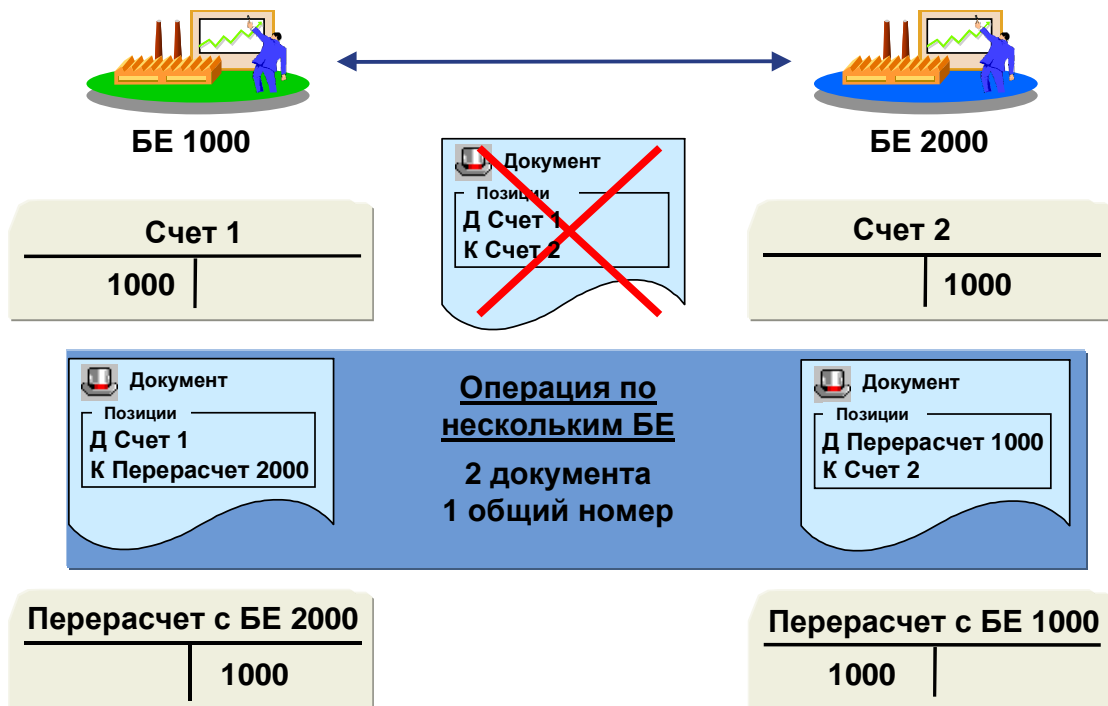 БЕ 1000
БЕ 2000
Документ
Позиции
Д Счет 1
К Счет 2
Счет 1
1000
Счет 2
1000
Документ
Позиции
Д Счет 1
К Перерасчет 2000
Операция по
нескольким БЕ
2 документа
1 общий номер
Документ
Позиции
Д Перерасчет 1000
К Счет 2
Перерасчет с БЕ 2000
1000
Перерасчет с БЕ 1000
1000